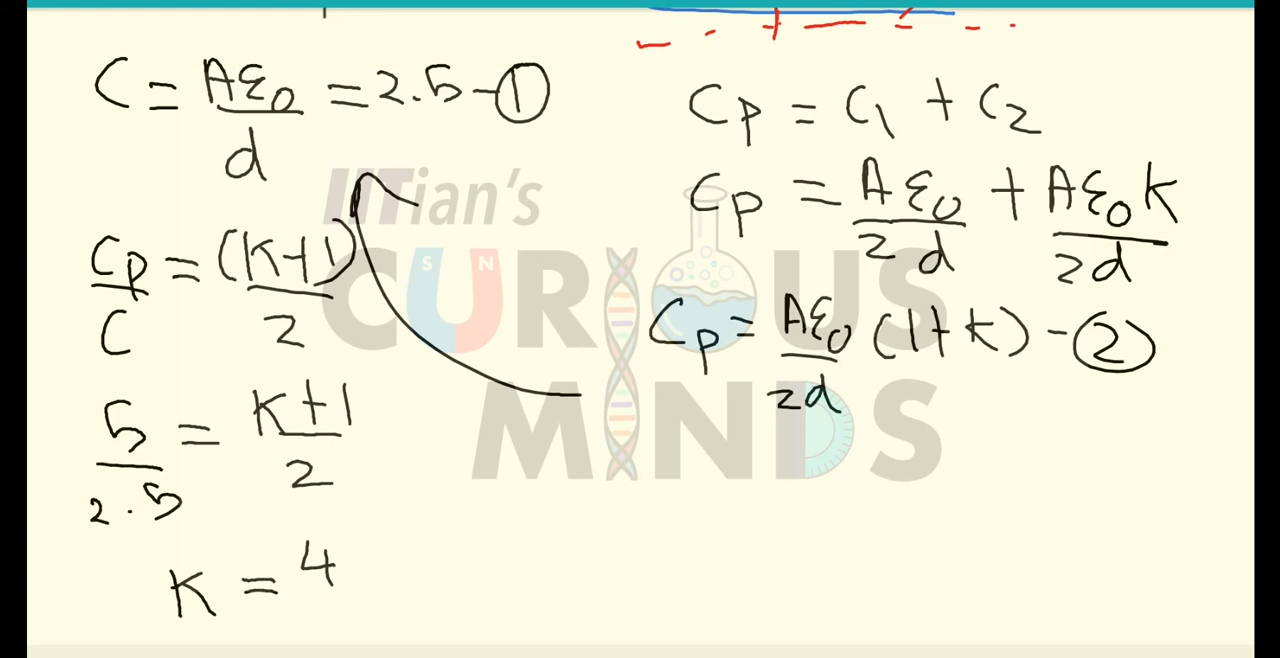 C = Aε₀/d = 2.5 - ①
Cp/C = (K+1)/2
5/2.5 = K+1/2
K = 4
Cp = C₁ + C₂
Cp = Aε₀/2d + Aε₀K/2d
Cp = Aε₀/2d (1+K) - ②
IITian's
CURIOUS
S N
MINDS